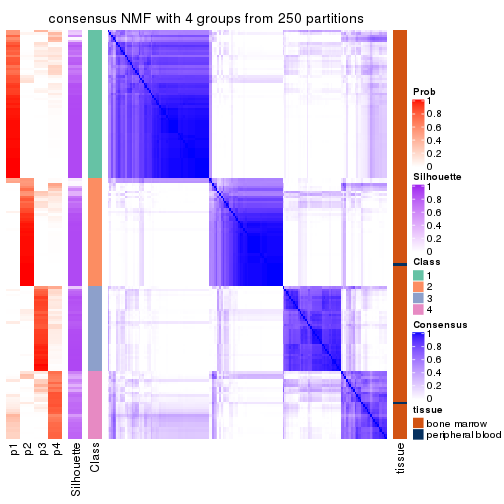 consensus NMF with 4 groups from 250 partitions
Prob
1
0.8
0.6
0.4
0.2
0
Silhouette
1
0.8
0.6
0.4
0.2
0
Class
1
2
3
4
Consensus
1
0.8
0.6
0.4
0.2
0
tissue
bone marrow
peripheral blood
p1
p2
p3
p4
Silhouette
Class
tissue